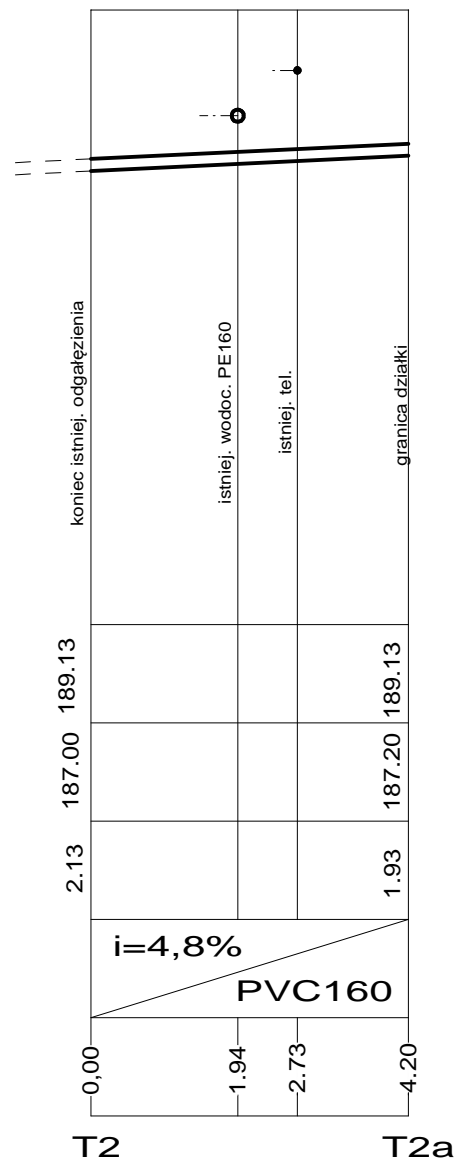 koniec istniej. odgałęzienia
istniej. wodoc. PE160
istniej. tel.
granica działki
189.13
189.13
187.00
187.20
2.13
1.93
i=4,8%
PVC160
0,00
1.94
2.73
4.20
T2
T2a